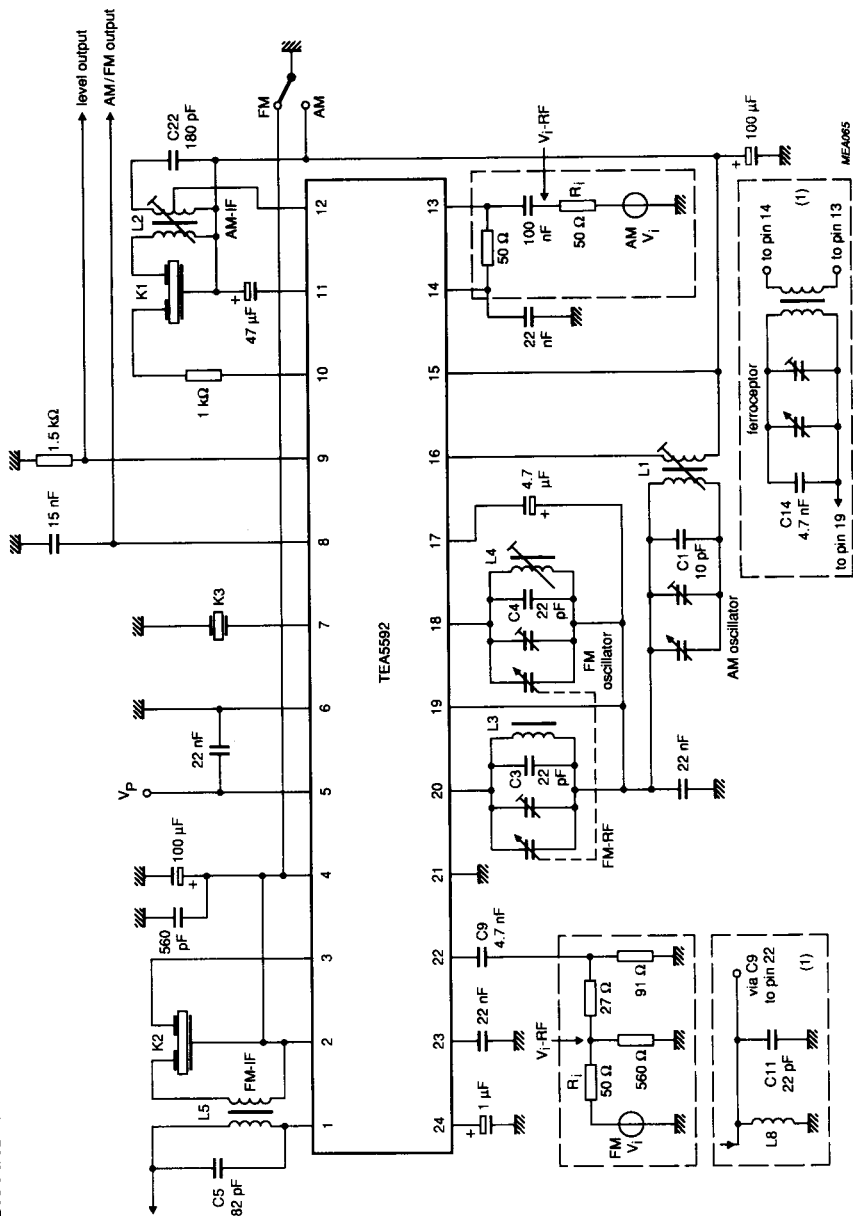 level output
AM/FM output
FM
AM
C22
180 pF
L2
AM-IF
K1
+
47 µF
1 kΩ
1.5 kΩ
15 nF
K3
22 nF
VP
100 µF
+
560
pF
K2
FM-IF
L5
C5
82 pF
1
2
3
4
5
6
7
8
9
10
11
12
TEA5592
24
23
22
21
20
19
18
17
16
15
14
13
+
1 µF
22 nF
C9
4.7 nF
Vi-RF
27 Ω
91 Ω
Ri
50 Ω
560 Ω
FM
Vi
via C9
to pin 22
(1)
C11
22 pF
L8
L3
C3
22
pF
FM-RF
L4
C4
22
pF
FM
oscillator
4.7
µF
+
22 nF
L1
C1
10 pF
AM oscillator
50 Ω
22
nF
100
nF
Vi-RF
Ri
50 Ω
AM
Vi
+
100 µF
ferroceptor
C14
4.7 nF
to pin 19
to pin 14
to pin 13
(1)
MEA065